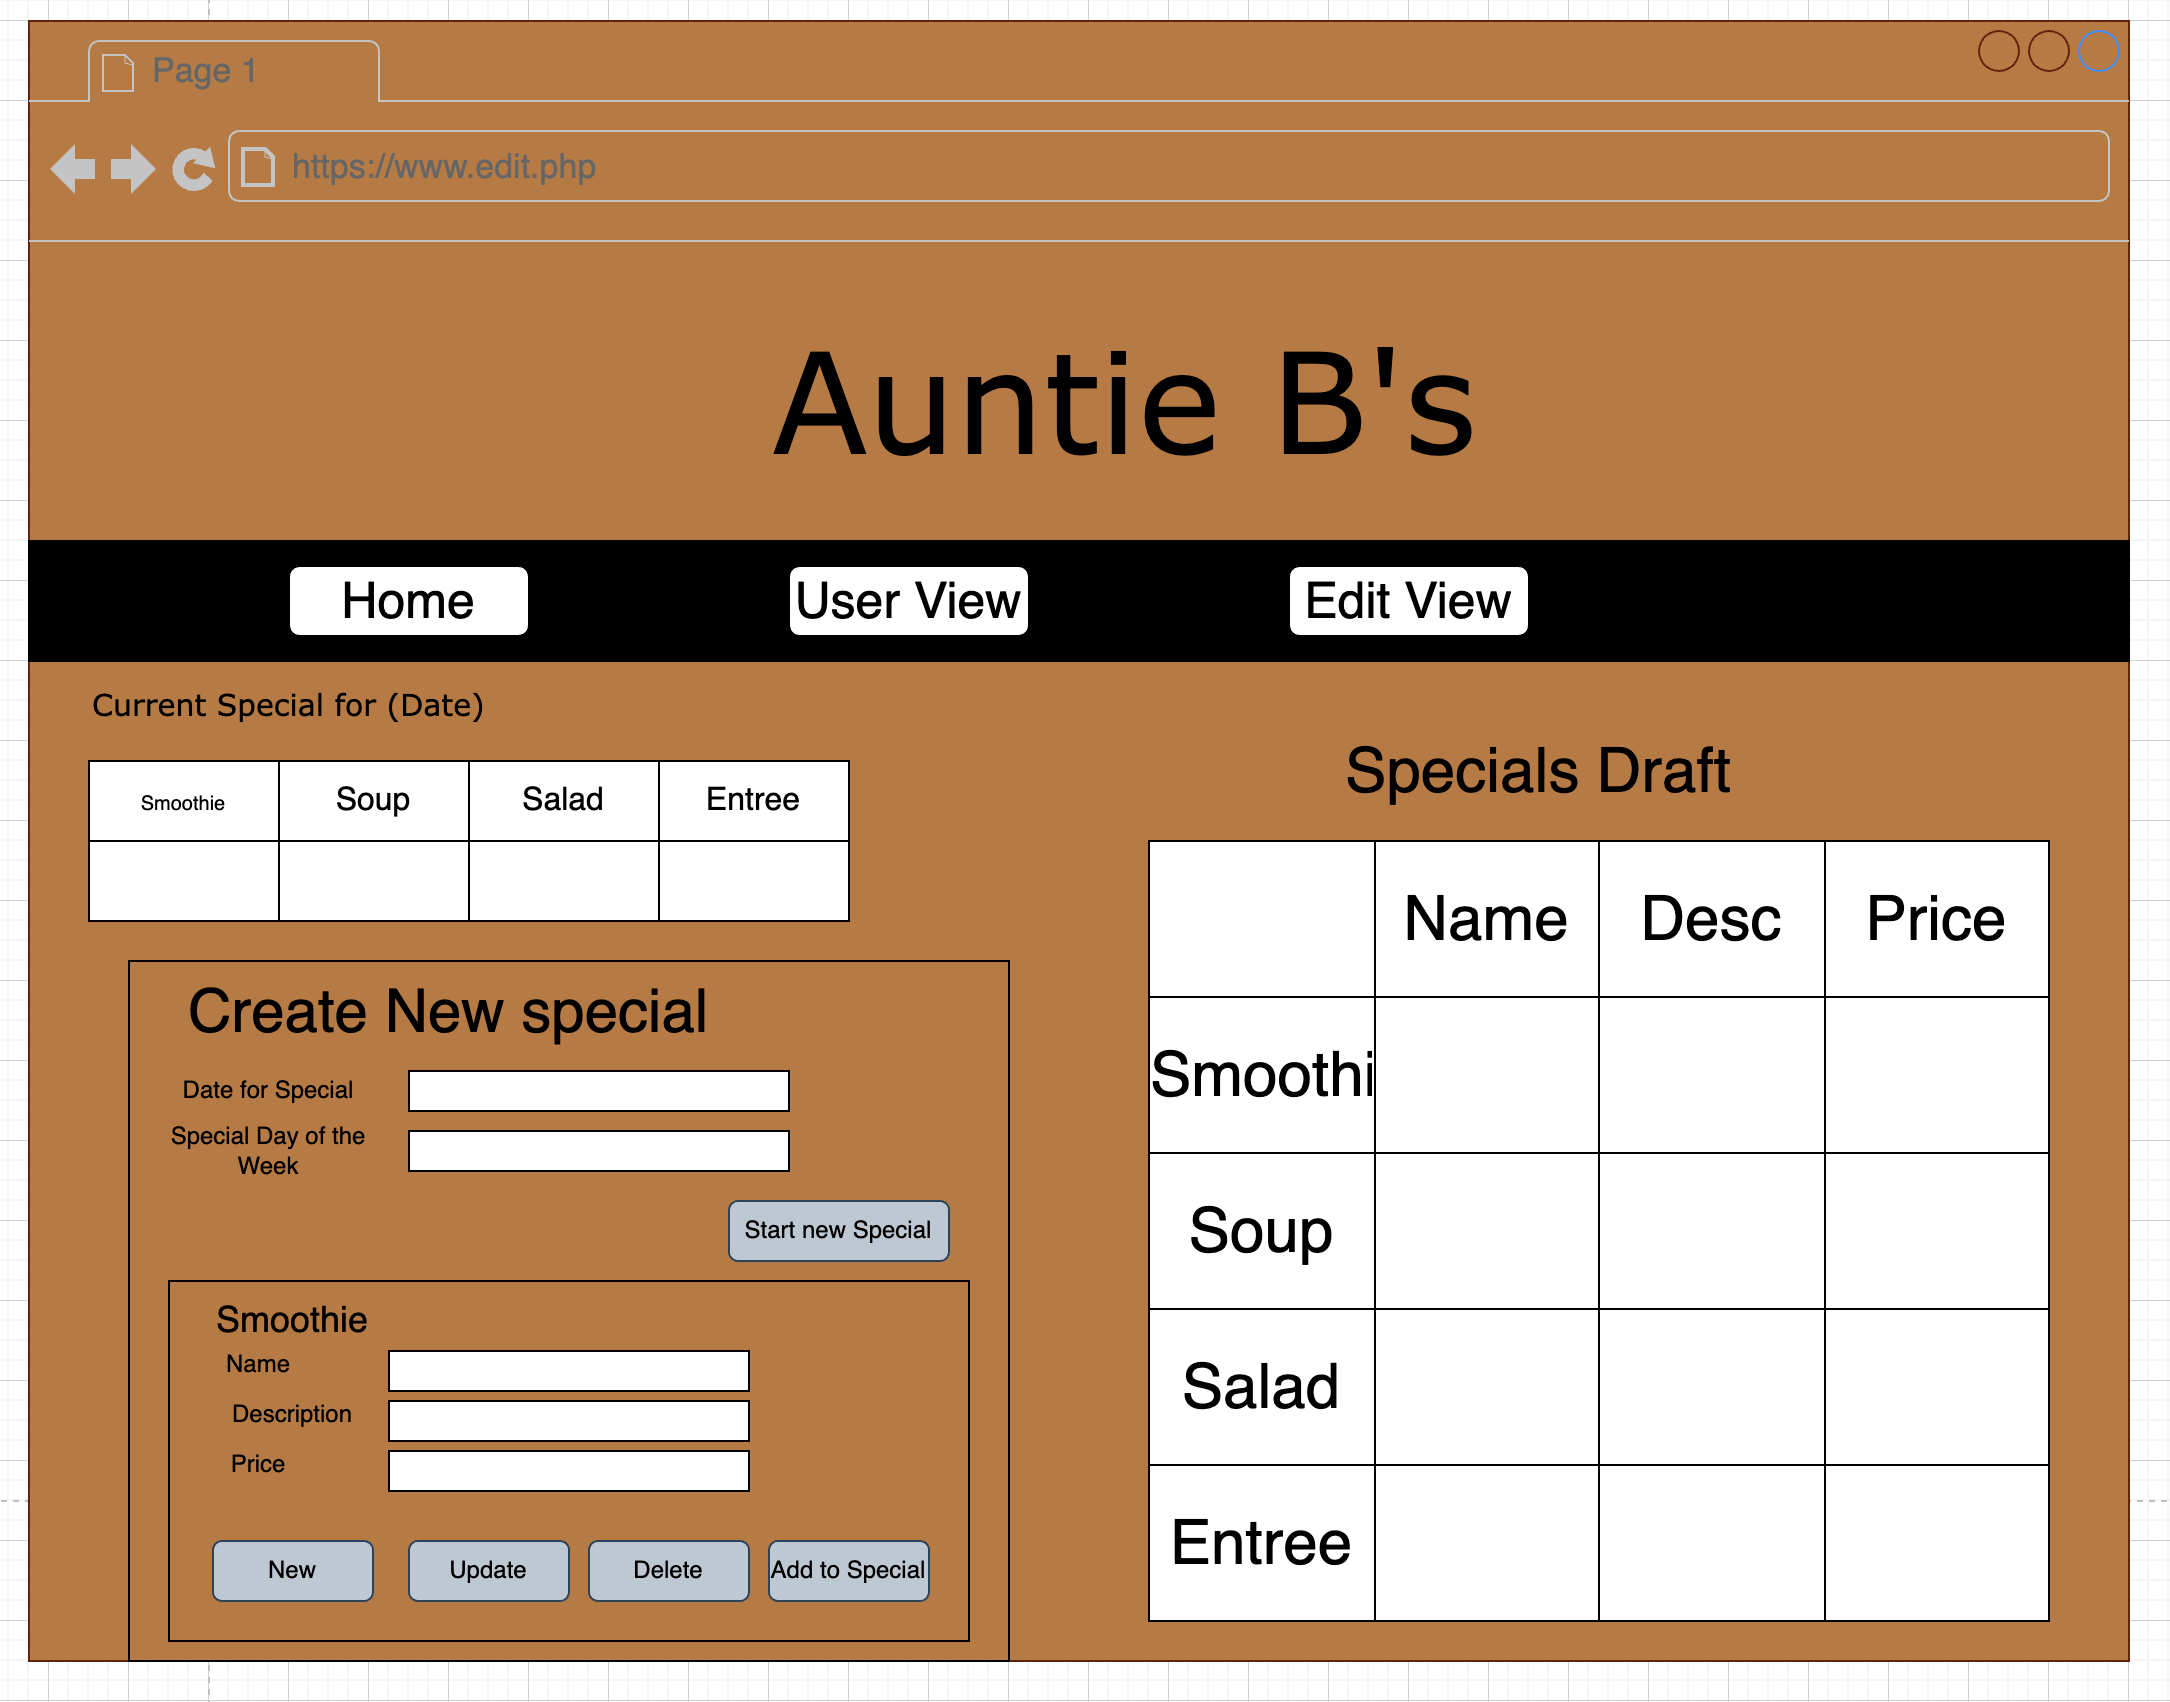 Page 1
https://www.edit.php
Auntie B's
Home
User View
Edit View
Current Special for (Date)
Smoothie
Soup
Salad
Entree
Create New special
Date for Special
Special Day of the
Week
Start new Special
Smoothie
Name
Description
Price
New
Update
Delete
Add to Special
Specials Draft
Name
Desc
Price
Smoothi
Soup
Salad
Entree